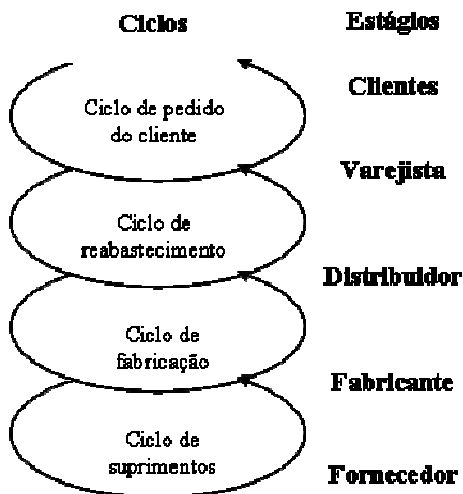 Ciclos
Estágios
Clientes
Ciclo de pedido
do cliente
Varejista
Ciclo de
reabastecimento
Distribuidor
Ciclo de
fabricação
Fabricante
Ciclo de
suprimentos
Fornecedor